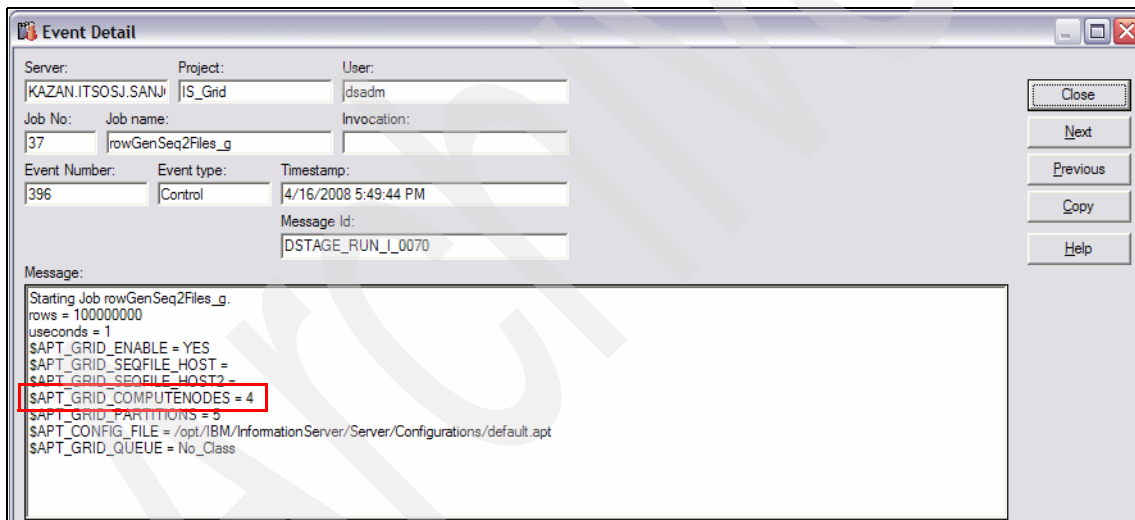 Event Detail
Server: Project: User:
KAZAN.ITSOSJ.SANJ IS_Grid dsadm
Close
Job No: Job name: Invocation:
37 rowGenSeq2Files_g
Next
Event Number: Event type: Timestamp:
396 Control 4/16/2008 5:49:44 PM
Previous
Message Id:
Copy
DSTAGE_RUN_I_0070
Help
Message:
Starting Job rowGenSeq2Files_g.
rows = 100000000
useconds = 1
$APT_GRID_ENABLE = YES
$APT_GRID_SEQFILE_HOST =
$APT_GRID_SEQFILE_HOST2 =
$APT_GRID_COMPUTENODES = 4
$APT_GRID_PARTITIONS = 5
$APT_CONFIG_FILE = /opt/IBM/InformationServer/Server/Configurations/default.apt
$APT_GRID_QUEUE = No_Class